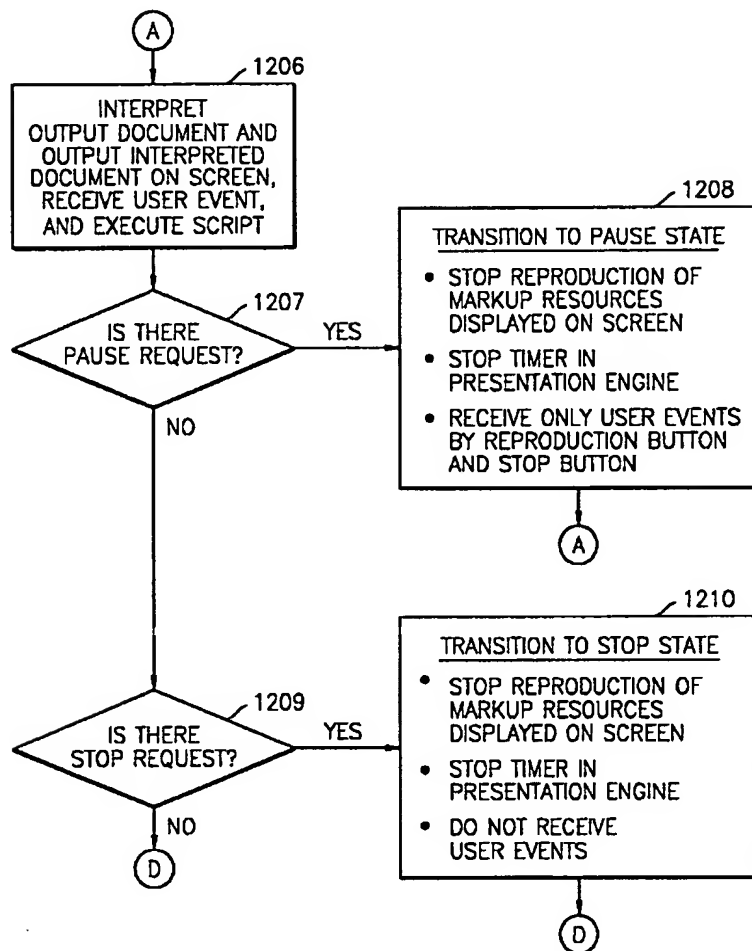 A
1206
INTERPRET
OUTPUT DOCUMENT AND
OUTPUT INTERPRETED
DOCUMENT ON SCREEN,
RECEIVE USER EVENT,
AND EXECUTE SCRIPT
1207
IS THERE
PAUSE REQUEST?
YES
NO
1208
TRANSITION TO PAUSE STATE
• STOP REPRODUCTION OF
MARKUP RESOURCES
DISPLAYED ON SCREEN
• STOP TIMER IN
PRESENTATION ENGINE
• RECEIVE ONLY USER EVENTS
BY REPRODUCTION BUTTON
AND STOP BUTTON
A
1209
IS THERE
STOP REQUEST?
YES
NO
D
1210
TRANSITION TO STOP STATE
• STOP REPRODUCTION OF
MARKUP RESOURCES
DISPLAYED ON SCREEN
• STOP TIMER IN
PRESENTATION ENGINE
• DO NOT RECEIVE
USER EVENTS
D